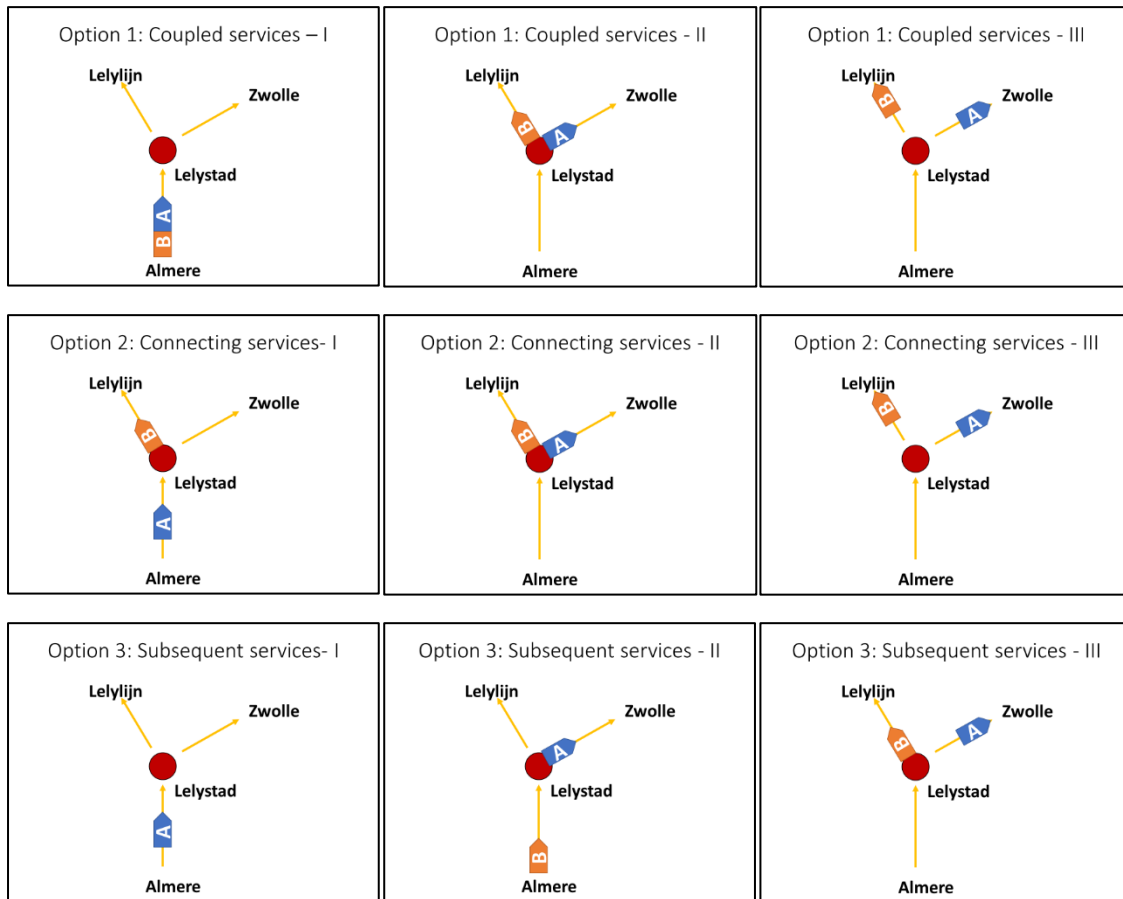 Option 1: Coupled services – I
Lelylijn
Zwolle
Lelystad
A
B
Almere
Option 1: Coupled services - II
Lelylijn
Zwolle
B
A
Lelystad
Almere
Option 1: Coupled services - III
Lelylijn
Zwolle
B
A
Lelystad
Almere
Option 2: Connecting services- I
Lelylijn
Zwolle
B
Lelystad
A
Almere
Option 2: Connecting services - II
Lelylijn
Zwolle
B
A
Lelystad
Almere
Option 2: Connecting services - III
Lelylijn
Zwolle
B
A
Lelystad
Almere
Option 3: Subsequent services- I
Lelylijn
Zwolle
Lelystad
A
Almere
Option 3: Subsequent services - II
Lelylijn
Zwolle
A
Lelystad
B
Almere
Option 3: Subsequent services - III
Lelylijn
Zwolle
A
B
Lelystad
Almere